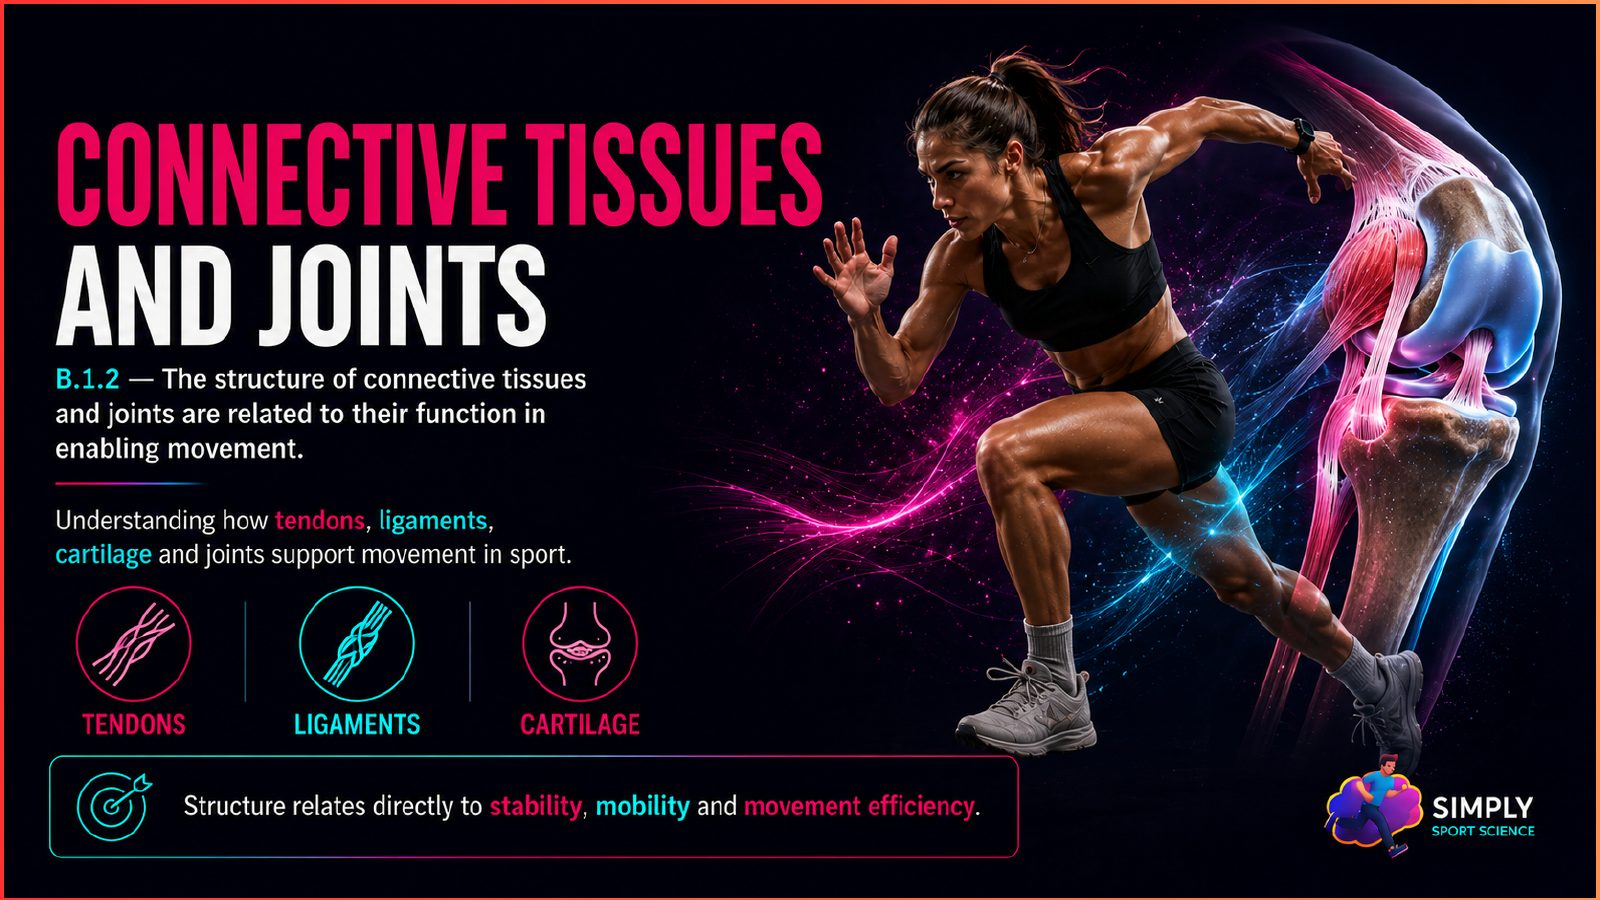 CONNECTIVE TISSUES
AND JOINTS
B.1.2 — The structure of connective tissues
and joints are related to their function in
enabling movement.
Understanding how tendons, ligaments,
cartilage and joints support movement in sport.
TENDONS
LIGAMENTS
CARTILAGE
Structure relates directly to stability, mobility and movement efficiency.
SIMPLY
SPORT SCIENCE